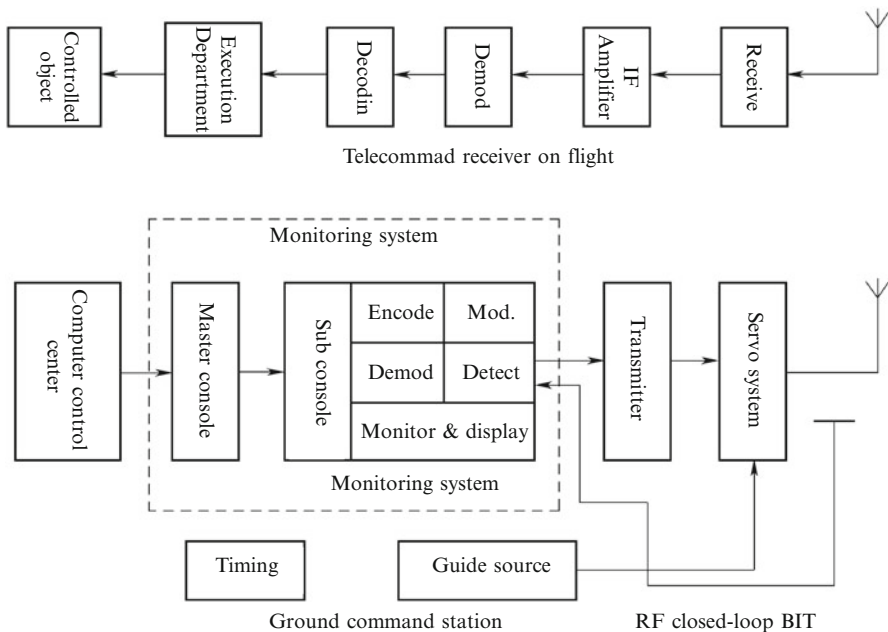 Controlled
object
Execution
Department
Decodin
Demod
IF
Amplifier
Receive
Telecommad receiver on flight
Monitoring system
Computer control
center
Master console
Sub console
Encode
Mod.
Demod
Detect
Monitor & display
Transmitter
Servo system
Monitoring system
Timing
Guide source
Ground command station
RF closed-loop BIT